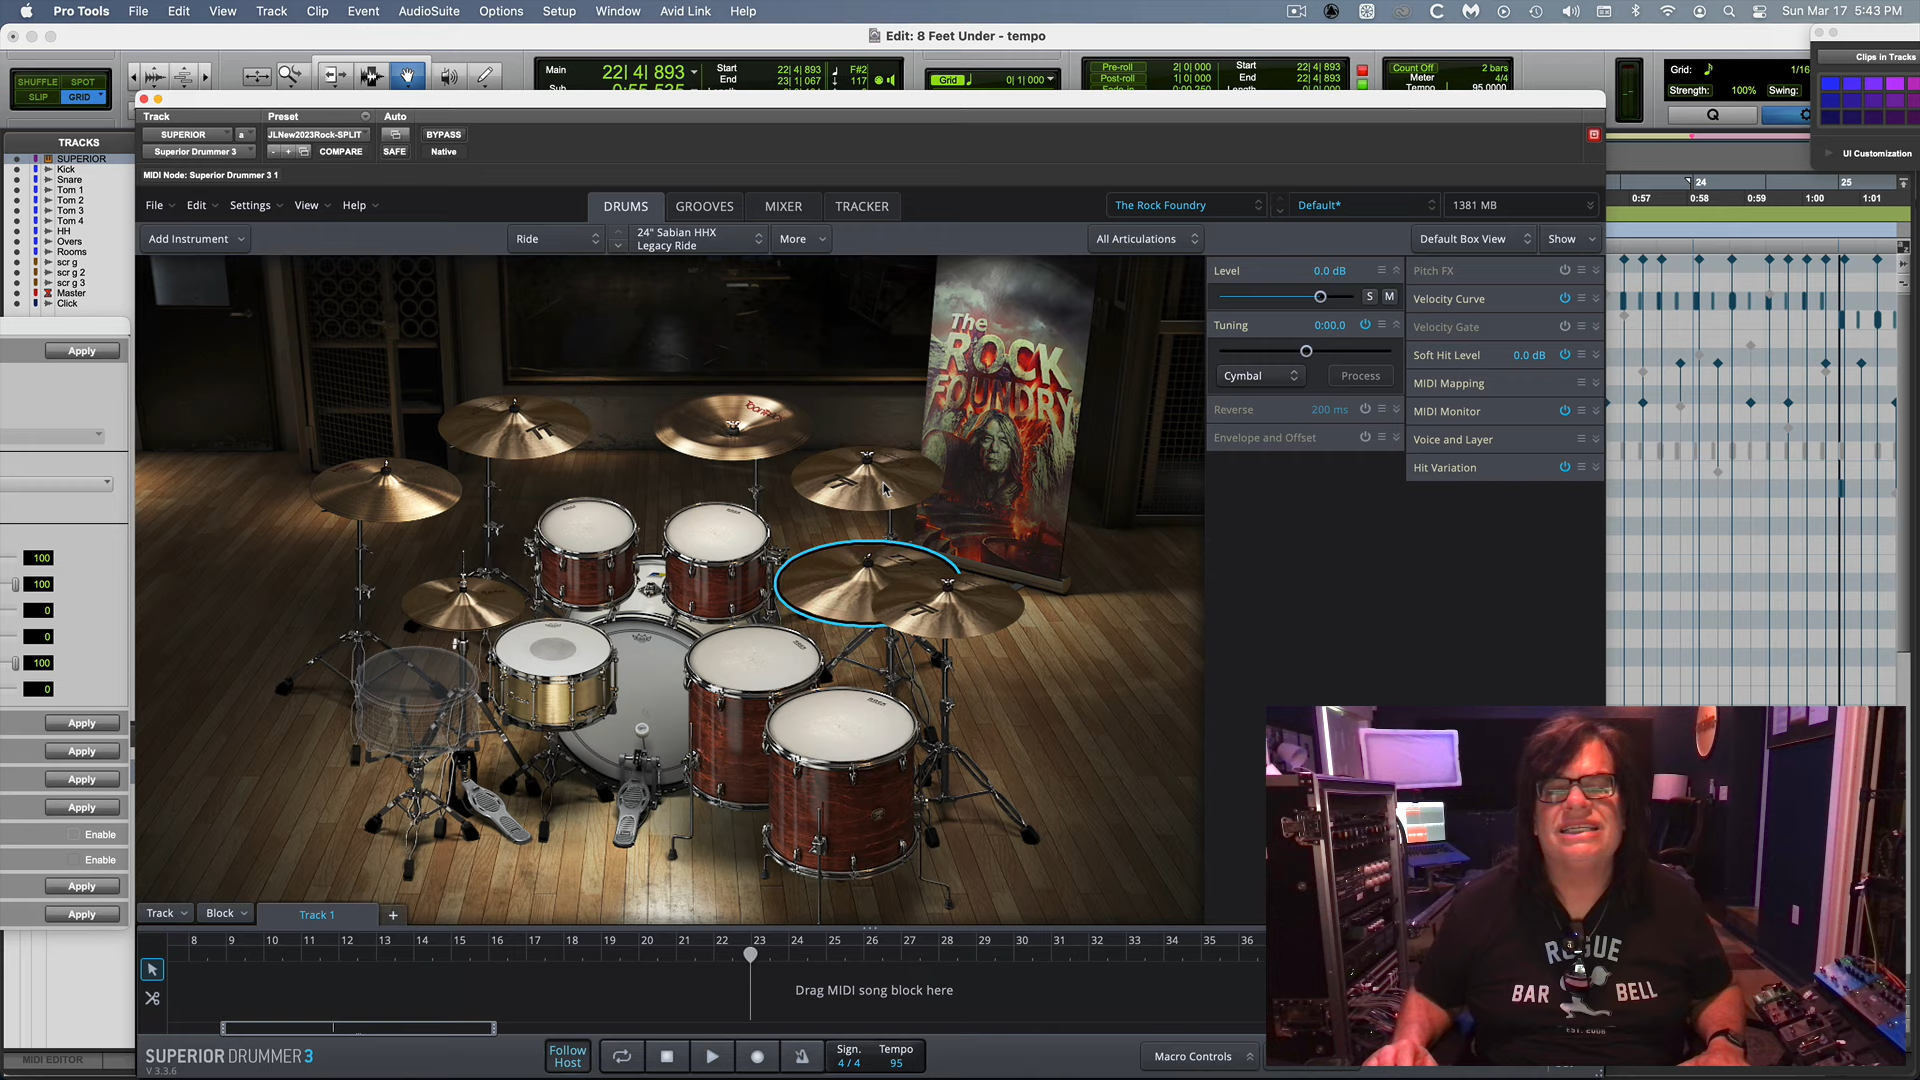 Pro Tools File Edit View Track Clip Event AudioSuite Options Setup Window Avid Link Help Sun Mar 17 5:43 PM
Edit: 8 Feet Under - tempo
SHUFFLE SPOT
SLIP GRID
Main 22| 4| 893
Start 22| 4| 893
End 23| 1| 067
F#2
117
Grid 0| 1| 000
Pre-roll 2| 0| 000
Post-roll 1| 0| 000
Start 22| 4| 893
End 22| 4| 893
Count Off 2 bars
Meter 4/4
Tempo 95.0000
Grid: 1/16
Strength: 100% Swing:
Q
Clips in Tracks
UI Customization
Track Preset Auto
SUPERIOR a JLNew2023Rock-SPLIT BYPASS
Superior Drummer 3 - + COMPARE SAFE Native
MIDI Node: Superior Drummer 3 1
TRACKS
SUPERIOR
Kick
Snare
Tom 1
Tom 2
Tom 3
Tom 4
HH
Overs
Rooms
scr g
scr g 2
scr g 3
Master
Click
File Edit Settings View Help
DRUMS GROOVES MIXER TRACKER
The Rock Foundry Default* 1381 MB
Add Instrument Ride 24" Sabian HHX
Legacy Ride
More All Articulations Default Box View Show
Level 0.0 dB
S M
Tuning 0:00.0
Cymbal Process
Reverse 200 ms
Envelope and Offset
Pitch FX
Velocity Curve
Velocity Gate
Soft Hit Level 0.0 dB
MIDI Mapping
MIDI Monitor
Voice and Layer
Hit Variation
24 25
0:57 0:58 0:59 1:00 1:01
The
ROCK
FOUNDRY
Apply
100
100
0
0
100
0
Apply
Apply
Apply
Apply
Enable
Enable
Apply
Apply
MIDI EDITOR
Track Block Track 1 +
8 9 10 11 12 13 14 15 16 17 18 19 20 21 22 23 24 25 26 27 28 29 30 31 32 33 34 35 36
Drag MIDI song block here
SUPERIOR DRUMMER 3
V 3.3.6
Follow
Host
Sign. Tempo
4 / 4 95
Macro Controls
ROGUE
BAR BELL
EST. 2006